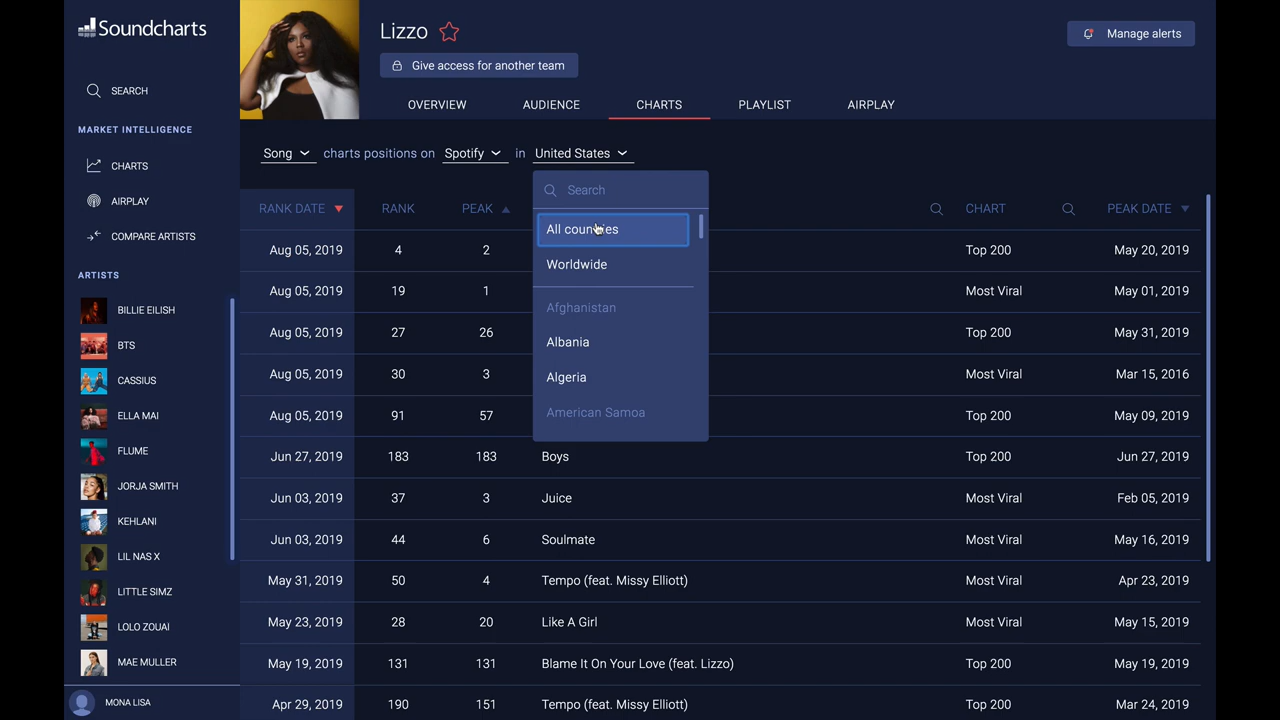 Soundcharts
SEARCH
MARKET INTELLIGENCE
CHARTS
AIRPLAY
COMPARE ARTISTS
ARTISTS
BILLIE EILISH
BTS
CASSIUS
ELLA MAI
FLUME
JORJA SMITH
KEHLANI
LIL NAS X
LITTLE SIMZ
LOLO ZOUAI
MAE MULLER
MONA LISA
Lizzo
Give access for another team
Manage alerts
OVERVIEW AUDIENCE CHARTS PLAYLIST AIRPLAY
Song charts positions on Spotify in United States
Search
All countries
Worldwide
Afghanistan
Albania
Algeria
American Samoa
RANK DATE RANK PEAK CHART PEAK DATE
Aug 05, 2019 4 2 Top 200 May 20, 2019
Aug 05, 2019 19 1 Most Viral May 01, 2019
Aug 05, 2019 27 26 Top 200 May 31, 2019
Aug 05, 2019 30 3 Most Viral Mar 15, 2016
Aug 05, 2019 91 57 Top 200 May 09, 2019
Jun 27, 2019 183 183 Boys Top 200 Jun 27, 2019
Jun 03, 2019 37 3 Juice Most Viral Feb 05, 2019
Jun 03, 2019 44 6 Soulmate Most Viral May 16, 2019
May 31, 2019 50 4 Tempo (feat. Missy Elliott) Most Viral Apr 23, 2019
May 23, 2019 28 20 Like A Girl Most Viral May 15, 2019
May 19, 2019 131 131 Blame It On Your Love (feat. Lizzo) Top 200 May 19, 2019
Apr 29, 2019 190 151 Tempo (feat. Missy Elliott) Top 200 Mar 24, 2019